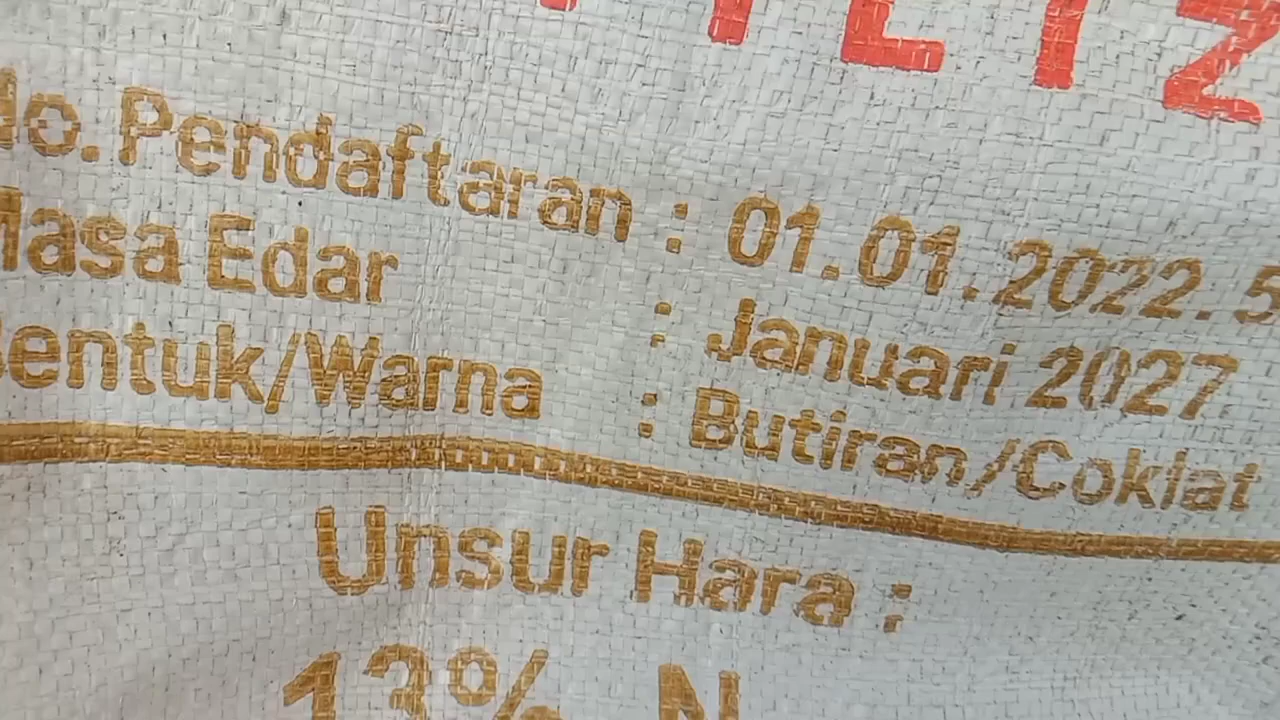 No. Pendaftaran : 01.01.2022.5
Masa Edar : Januari 2027
Bentuk/Warna : Butiran/Coklat
Unsur Hara :
13% N